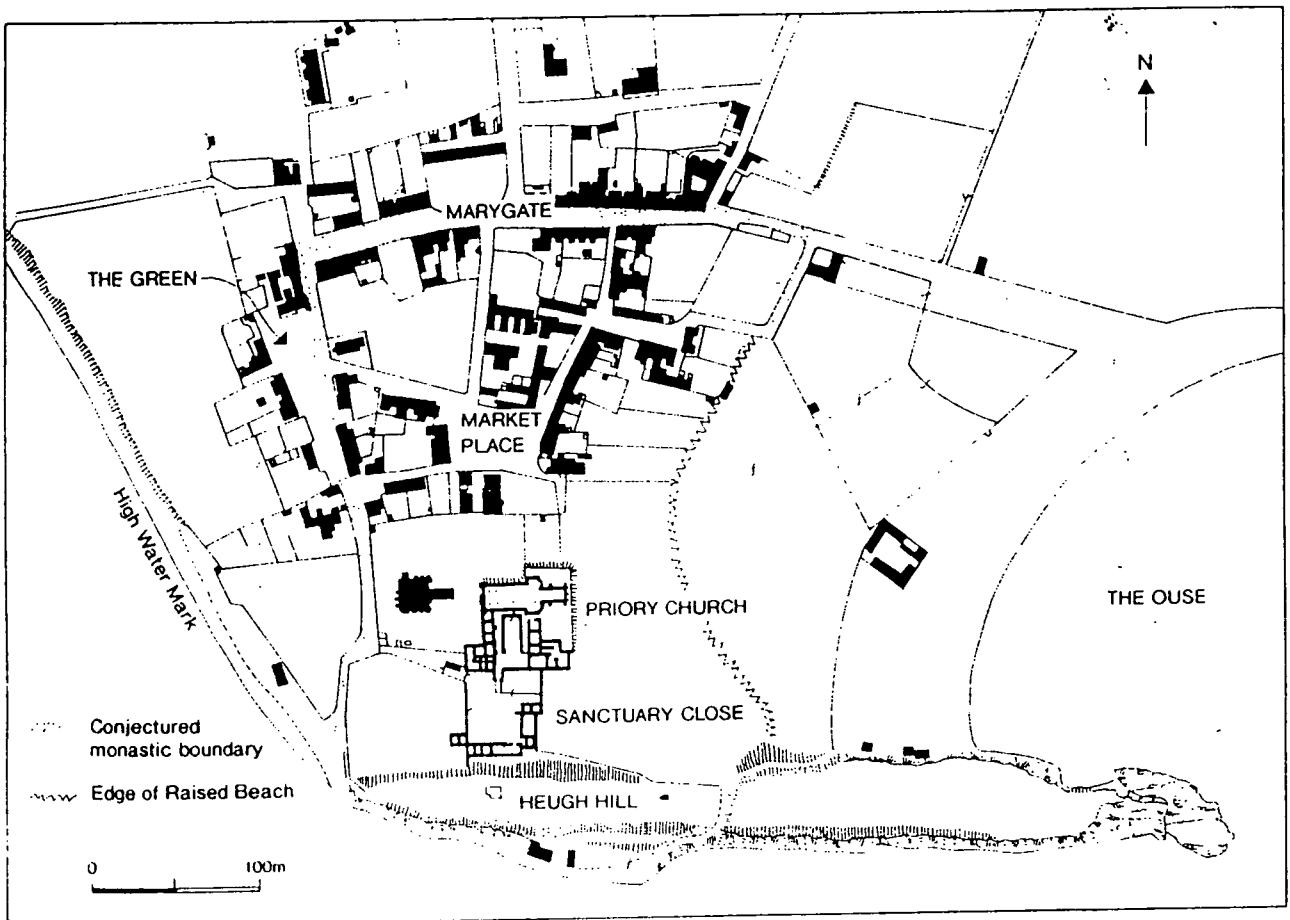 N
MARYGATE
THE GREEN
MARKET
PLACE
High Water Mark
PRIORY CHURCH
THE OUSE
SANCTUARY CLOSE
Conjectured
monastic boundary
Edge of Raised Beach
HEUGH HILL
0 100m